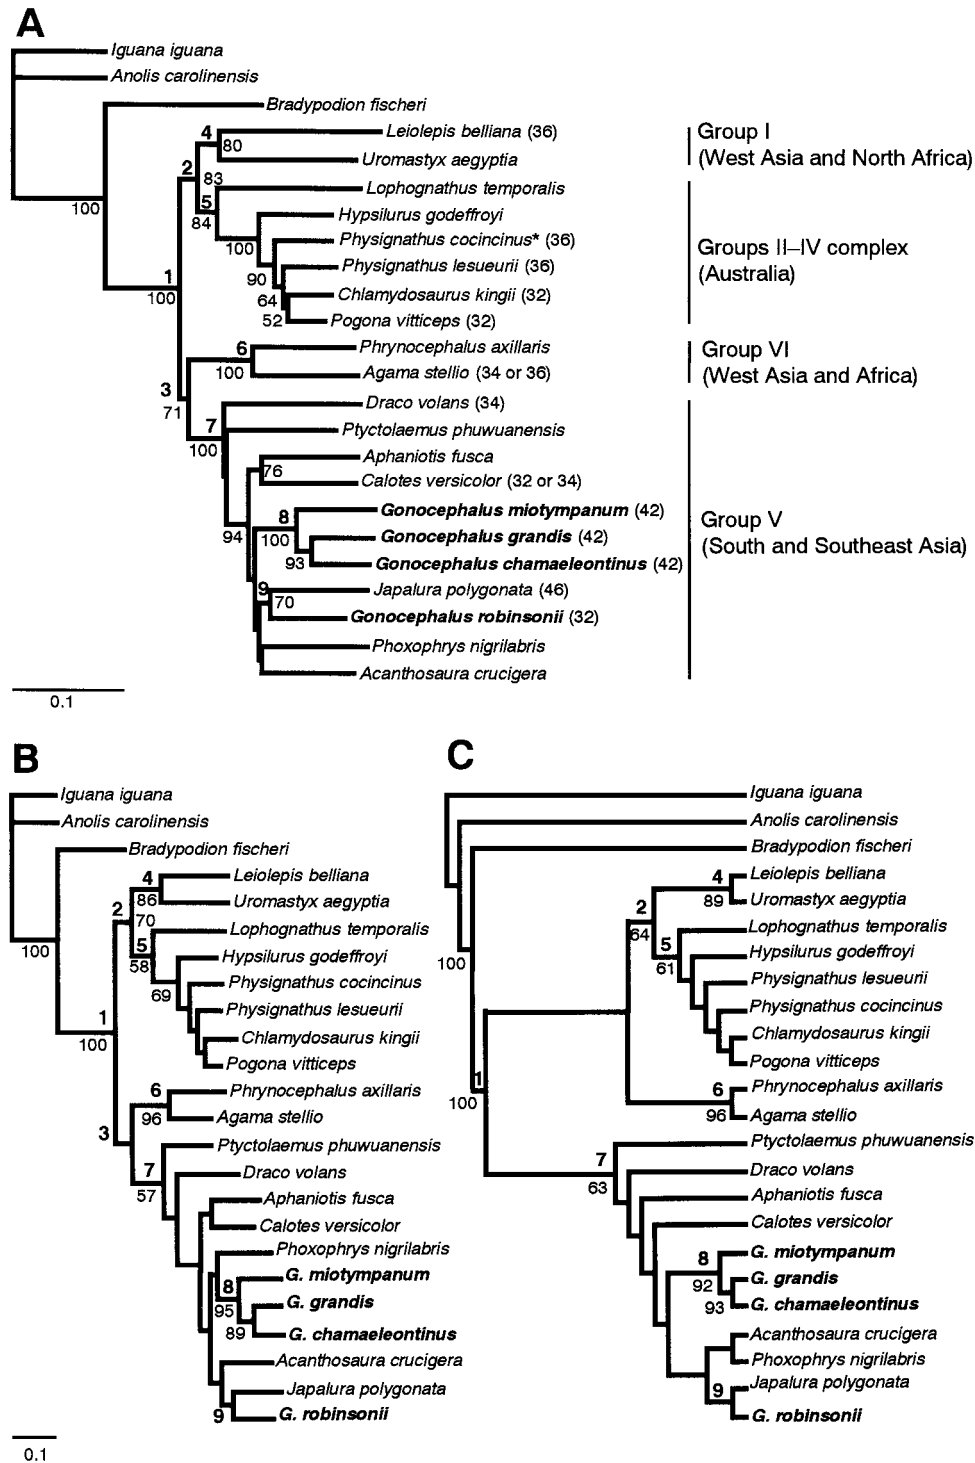 A
Iguana iguana
Anolis carolinensis
Bradypodion fischeri
4
Leiolepis belliana (36)
80
Group I
2
Uromastyx aegyptia
(West Asia and North Africa)
83
5
Lophognathus temporalis
84
100
Hypsilurus godeffroyi
100
Physignathus cocincinus* (36)
Groups II–IV complex
90
Physignathus lesueurii (36)
(Australia)
1
100
64
Chlamydosaurus kingii (32)
52
Pogona vitticeps (32)
6
Phrynocephalus axillaris
Group VI
100
Agama stellio (34 or 36)
(West Asia and Africa)
3
71
Draco volans (34)
7
100
Ptyctolaemus phuwuanensis
Aphaniotis fusca
76
Calotes versicolor (32 or 34)
8
Gonocephalus miotympanum (42)
94
100
Gonocephalus grandis (42)
Group V
93
Gonocephalus chamaeleontinus (42)
(South and Southeast Asia)
9
Japalura polygonata (46)
70
Gonocephalus robinsonii (32)
Phoxophrys nigrilabris
Acanthosaura crucigera
0.1
B
Iguana iguana
Anolis carolinensis
Bradypodion fischeri
4
Leiolepis belliana
86
2
Uromastyx aegyptia
70
Lophognathus temporalis
100
5
58
Hypsilurus godeffroyi
69
Physignathus cocincinus
1
Physignathus lesueurii
100
Chlamydosaurus kingii
Pogona vitticeps
6
Phrynocephalus axillaris
96
Agama stellio
3
Ptyctolaemus phuwuanensis
7
57
Draco volans
Aphaniotis fusca
Calotes versicolor
Phoxophrys nigrilabris
8
G. miotympanum
95
G. grandis
89
G. chamaeleontinus
Acanthosaura crucigera
Japalura polygonata
9
G. robinsonii
0.1
C
Iguana iguana
Anolis carolinensis
Bradypodion fischeri
4
Leiolepis belliana
89
Uromastyx aegyptia
2
64
Lophognathus temporalis
100
5
61
Hypsilurus godeffroyi
Physignathus lesueurii
Physignathus cocincinus
Chlamydosaurus kingii
Pogona vitticeps
1
100
6
Phrynocephalus axillaris
96
Agama stellio
Ptyctolaemus phuwuanensis
7
63
Draco volans
Aphaniotis fusca
Calotes versicolor
8
G. miotympanum
92
G. grandis
93
G. chamaeleontinus
Acanthosaura crucigera
Phoxophrys nigrilabris
9
Japalura polygonata
G. robinsonii